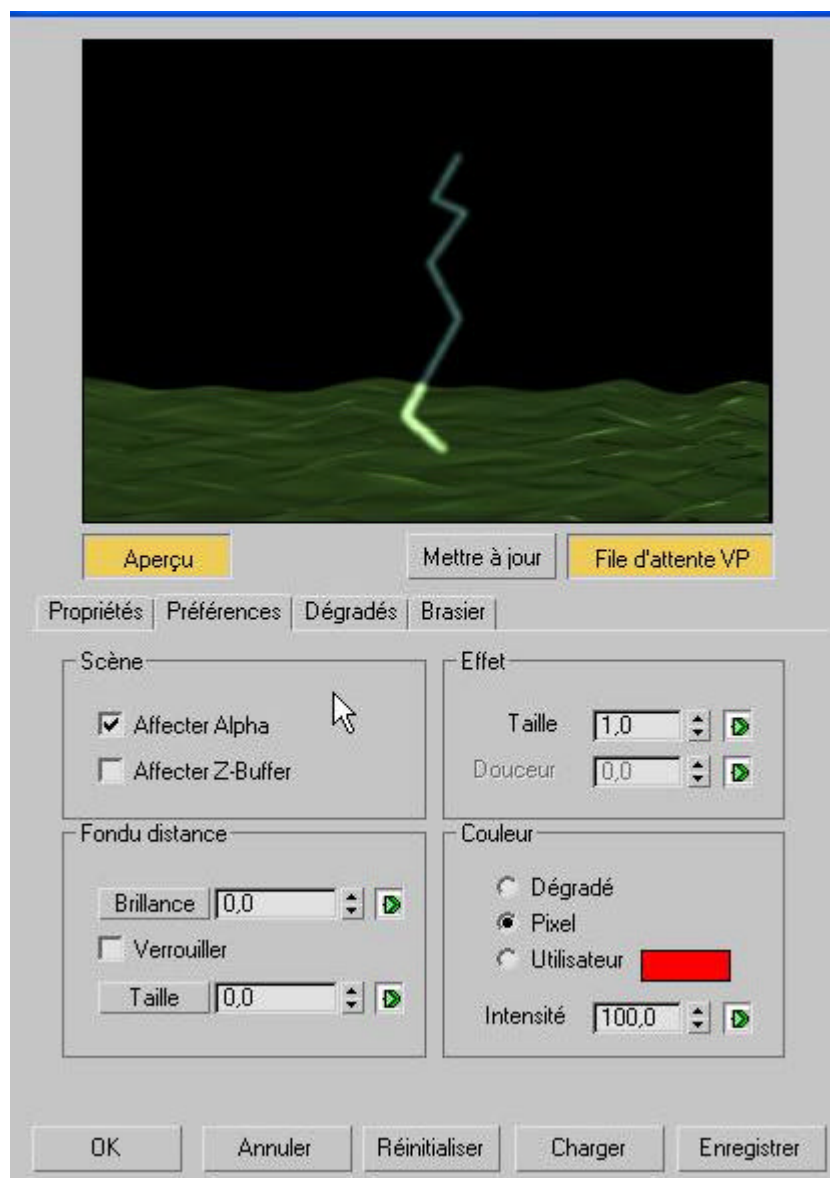 Aperçu Mettre à jour File d'attente VP
Propriétés Préférences Dégradés Brasier
Scène
Affecter Alpha
Affecter Z-Buffer
Effet
Taille 1,0
Douceur 0,0
Fondu distance
Brillance 0,0
Verrouiller
Taille 0,0
Couleur
Dégradé
Pixel
Utilisateur
Intensité 100,0
OK Annuler Réinitialiser Charger Enregistrer